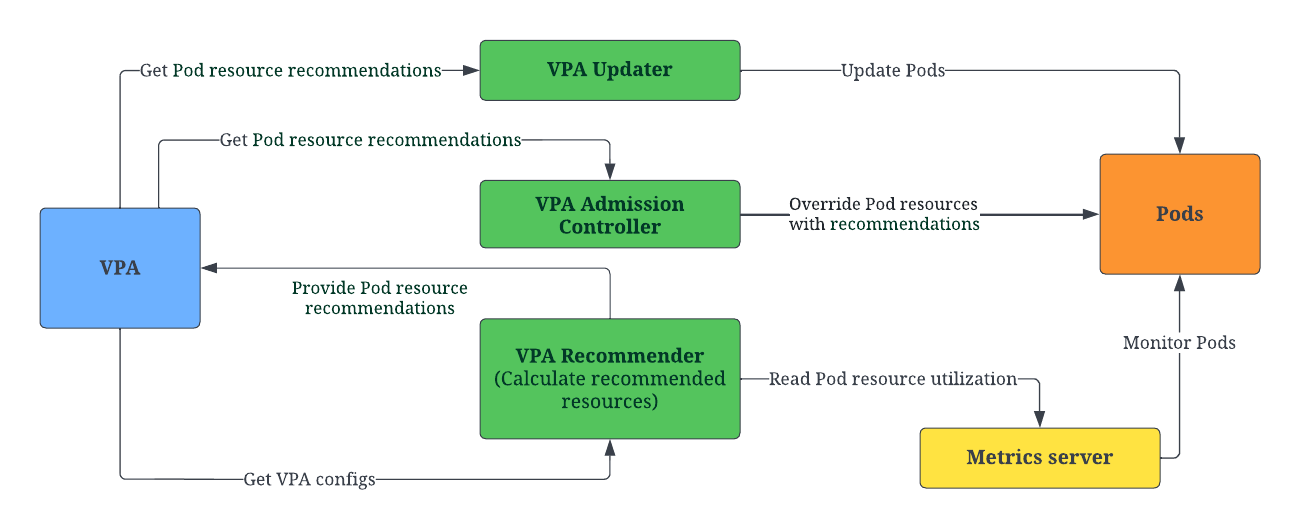 Get Pod resource recommendations
VPA Updater
Update Pods
Get Pod resource recommendations
VPA Admission
Controller
Override Pod resources
with recommendations
Pods
VPA
Provide Pod resource
recommendations
VPA Recommender
(Calculate recommended
resources)
Monitor Pods
Read Pod resource utilization
Metrics server
Get VPA configs